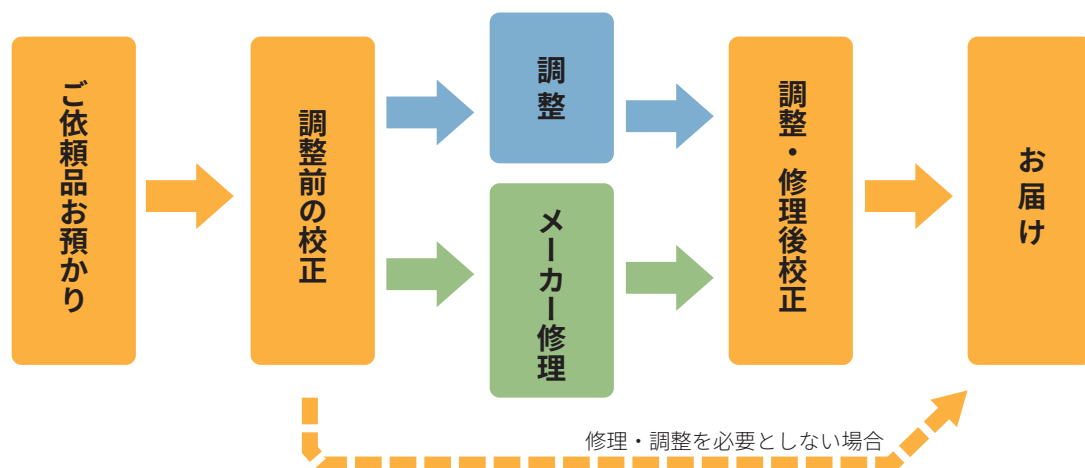 ご依頼品お預かり
調整前の校正
調整
メーカー修理
調整・修理後校正
お届け
修理・調整を必要としない場合